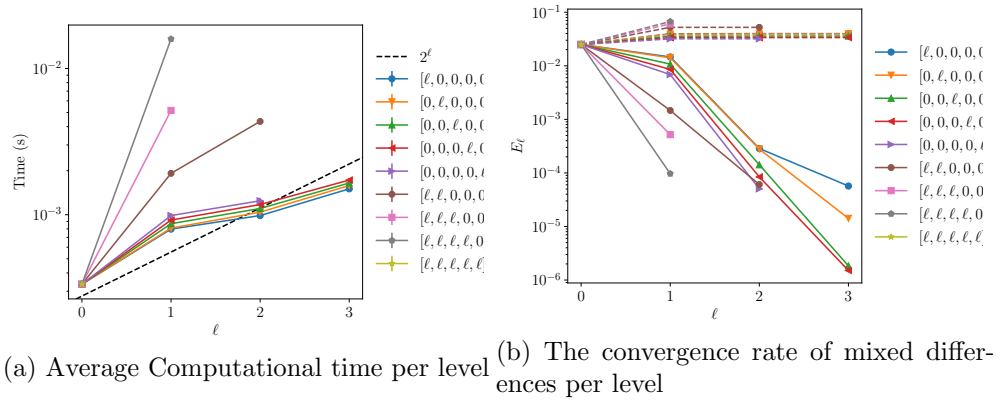 10⁻²
10⁻³
Time (s)
0
1
2
3
ℓ
2^ℓ
[ℓ, 0, 0, 0, 0
[0, ℓ, 0, 0, 0
[0, 0, ℓ, 0, 0
[0, 0, 0, ℓ, 0
[0, 0, 0, 0, ℓ
[ℓ, ℓ, 0, 0, 0
[ℓ, ℓ, ℓ, 0, 0
[ℓ, ℓ, ℓ, ℓ, 0
[ℓ, ℓ, ℓ, ℓ, ℓ
(a) Average Computational time per level
10⁻¹
10⁻²
10⁻³
10⁻⁴
10⁻⁵
10⁻⁶
E_ℓ
0
1
2
3
ℓ
[ℓ, 0, 0, 0, 0
[0, ℓ, 0, 0, 0
[0, 0, ℓ, 0, 0
[0, 0, 0, ℓ, 0
[0, 0, 0, 0, ℓ
[ℓ, ℓ, 0, 0, 0
[ℓ, ℓ, ℓ, 0, 0
[ℓ, ℓ, ℓ, ℓ, 0
[ℓ, ℓ, ℓ, ℓ, ℓ]
(b) The convergence rate of mixed differ-
ences per level